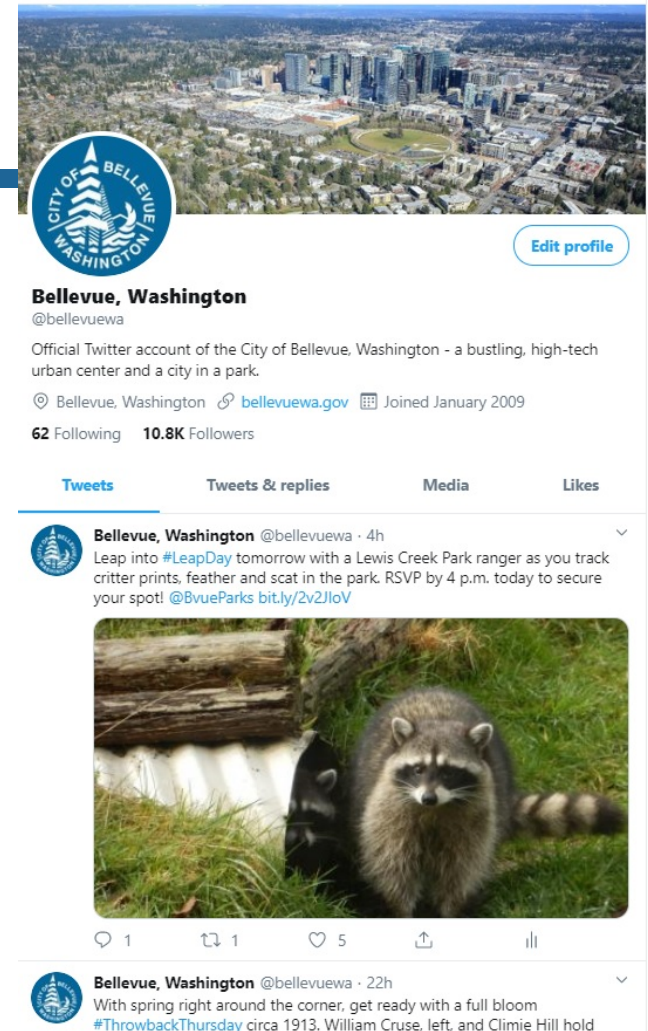 CITY OF BELLEVUE
WASHINGTON
Edit profile
Bellevue, Washington
@bellevuewa
Official Twitter account of the City of Bellevue, Washington - a bustling, high-tech
urban center and a city in a park.
Bellevue, Washington bellevuewa.gov Joined January 2009
62 Following 10.8K Followers
Tweets Tweets & replies Media Likes
Bellevue, Washington @bellevuewa · 4h
Leap into #LeapDay tomorrow with a Lewis Creek Park ranger as you track
critter prints, feather and scat in the park. RSVP by 4 p.m. today to secure
your spot! @BvueParks bit.ly/2v2JIoV
1 1 5
Bellevue, Washington @bellevuewa · 22h
With spring right around the corner, get ready with a full bloom
#ThrowbackThursday circa 1913. William Cruse, left, and Climie Hill hold